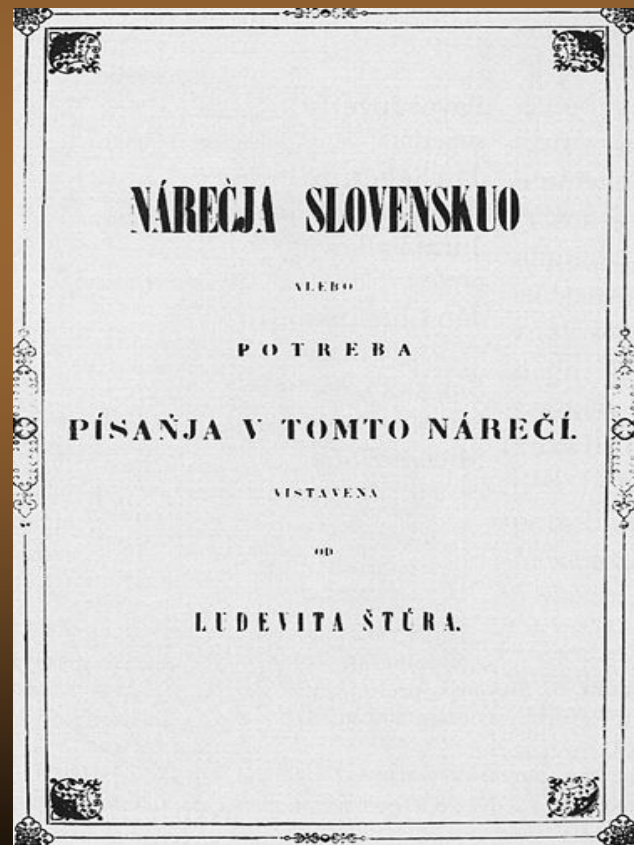 NÁREČJA SLOVENSKUO
ALEBO
POTREBA
PÍSAŇJA V TOMTO NÁREČÍ.
VISTAVENA
OD
LUDEVITA ŠTÚRA.